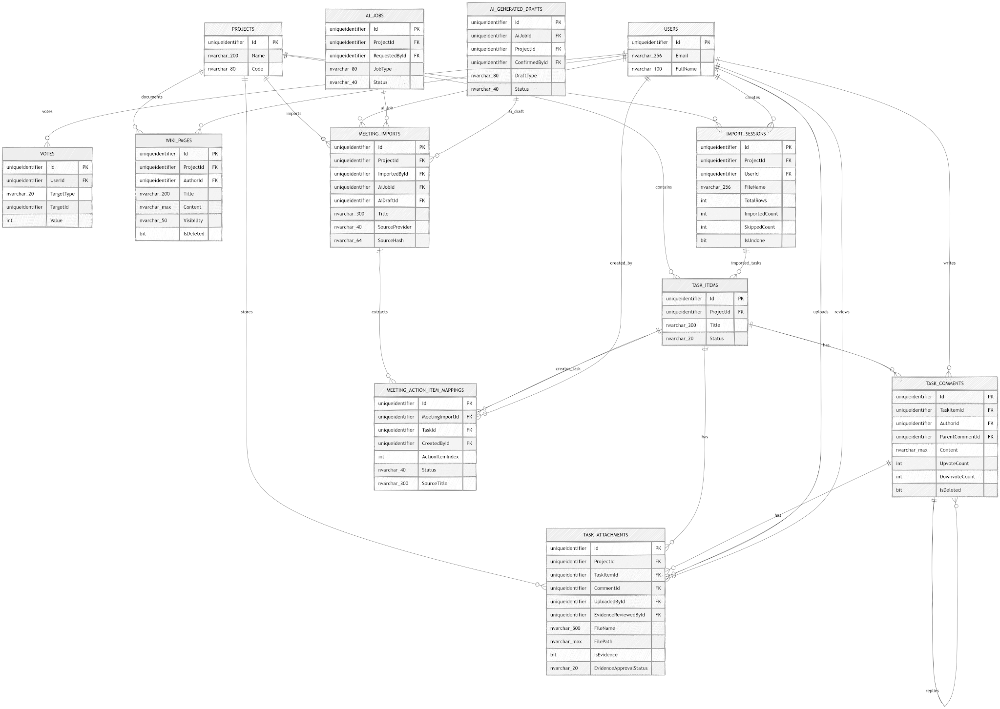 PROJECTS
uniqueidentifier Id PK
nvarchar_200 Name
nvarchar_80 Code
AI_JOBS
uniqueidentifier Id PK
uniqueidentifier ProjectId FK
uniqueidentifier RequestedById FK
nvarchar_80 JobType
nvarchar_40 Status
AI_GENERATED_DRAFTS
uniqueidentifier Id PK
uniqueidentifier AiJobId FK
uniqueidentifier ProjectId FK
uniqueidentifier ConfirmedById FK
nvarchar_80 DraftType
nvarchar_40 Status
USERS
uniqueidentifier Id PK
nvarchar_256 Email
nvarchar_100 FullName
documents
votes
imports
ai_job
ai_draft
creates
VOTES
uniqueidentifier Id PK
uniqueidentifier UserId FK
nvarchar_20 TargetType
uniqueidentifier TargetId
int Value
WIKI_PAGES
uniqueidentifier Id PK
uniqueidentifier ProjectId FK
uniqueidentifier AuthorId FK
nvarchar_200 Title
nvarchar_max Content
nvarchar_50 Visibility
bit IsDeleted
MEETING_IMPORTS
uniqueidentifier Id PK
uniqueidentifier ProjectId FK
uniqueidentifier ImportedById FK
uniqueidentifier AiJobId FK
uniqueidentifier AiDraftId FK
nvarchar_300 Title
nvarchar_40 SourceProvider
nvarchar_64 SourceHash
contains
IMPORT_SESSIONS
uniqueidentifier Id PK
uniqueidentifier ProjectId FK
uniqueidentifier UserId FK
nvarchar_256 FileName
int TotalRows
int ImportedCount
int SkippedCount
bit IsUndone
created_by
imported_tasks
writes
TASK_ITEMS
uniqueidentifier Id PK
uniqueidentifier ProjectId FK
nvarchar_300 Title
nvarchar_20 Status
stores
extracts
uploads
reviews
has
creates_task
MEETING_ACTION_ITEM_MAPPINGS
uniqueidentifier Id PK
uniqueidentifier MeetingImportId FK
uniqueidentifier TaskId FK
uniqueidentifier CreatedById FK
int ActionItemIndex
nvarchar_40 Status
nvarchar_300 SourceTitle
has
TASK_COMMENTS
uniqueidentifier Id PK
uniqueidentifier TaskItemId FK
uniqueidentifier AuthorId FK
uniqueidentifier ParentCommentId FK
nvarchar_max Content
int UpvoteCount
int DownvoteCount
bit IsDeleted
has
TASK_ATTACHMENTS
uniqueidentifier Id PK
uniqueidentifier ProjectId FK
uniqueidentifier TaskItemId FK
uniqueidentifier CommentId FK
uniqueidentifier UploadedById FK
uniqueidentifier EvidenceReviewedById FK
nvarchar_500 FileName
nvarchar_max FilePath
bit IsEvidence
nvarchar_20 EvidenceApprovalStatus
replies